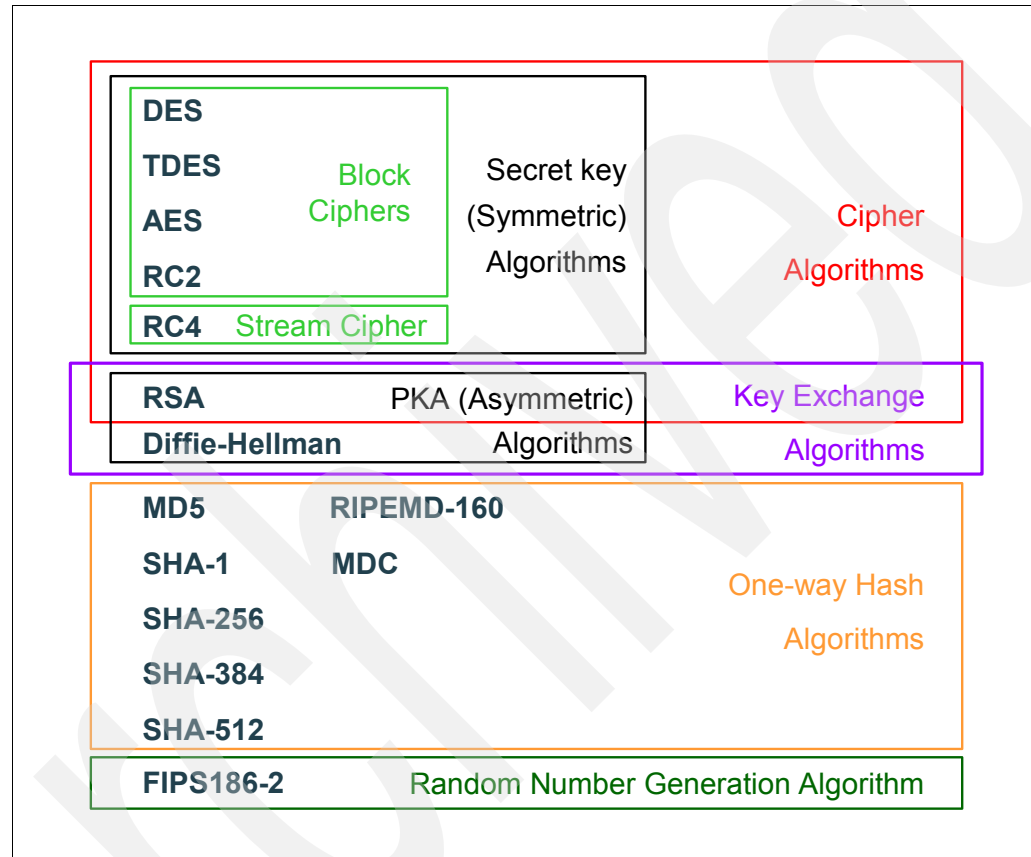 DES
TDES
Block
Secret key
AES
Ciphers
(Symmetric)
Cipher
RC2
Algorithms
Algorithms
RC4 Stream Cipher
RSA PKA (Asymmetric) Key Exchange
Diffie-Hellman Algorithms Algorithms
MD5 RIPEMD-160
SHA-1 MDC
One-way Hash
SHA-256
Algorithms
SHA-384
SHA-512
FIPS186-2 Random Number Generation Algorithm